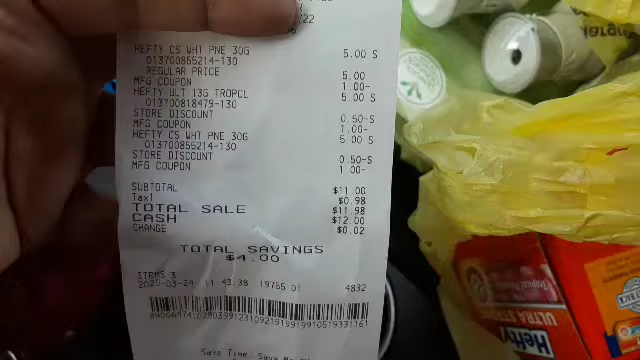 HEFTY CS WHT PNE 30G 5.00 S
013700855214-130
REGULAR PRICE 5.00
MFG COUPON 1.00-
HEFTY ULT 13G TROPCL 5.00 S
013700818479-130
STORE DISCOUNT 0.50-S
MFG COUPON 1.00-
HEFTY CS WHT PNE 30G 5.00 S
013700855214-130
STORE DISCOUNT 0.50-S
MFG COUPON 1.00-
SUBTOTAL $11.00
Tax1 $0.98
TOTAL SALE $11.98
CASH $12.00
CHANGE $0.02
TOTAL SAVINGS
$4.00
ITEMS 3
2020-03-29 11:43:38 19755 01 4832
Save Time. Save
Hefty
ULTRA